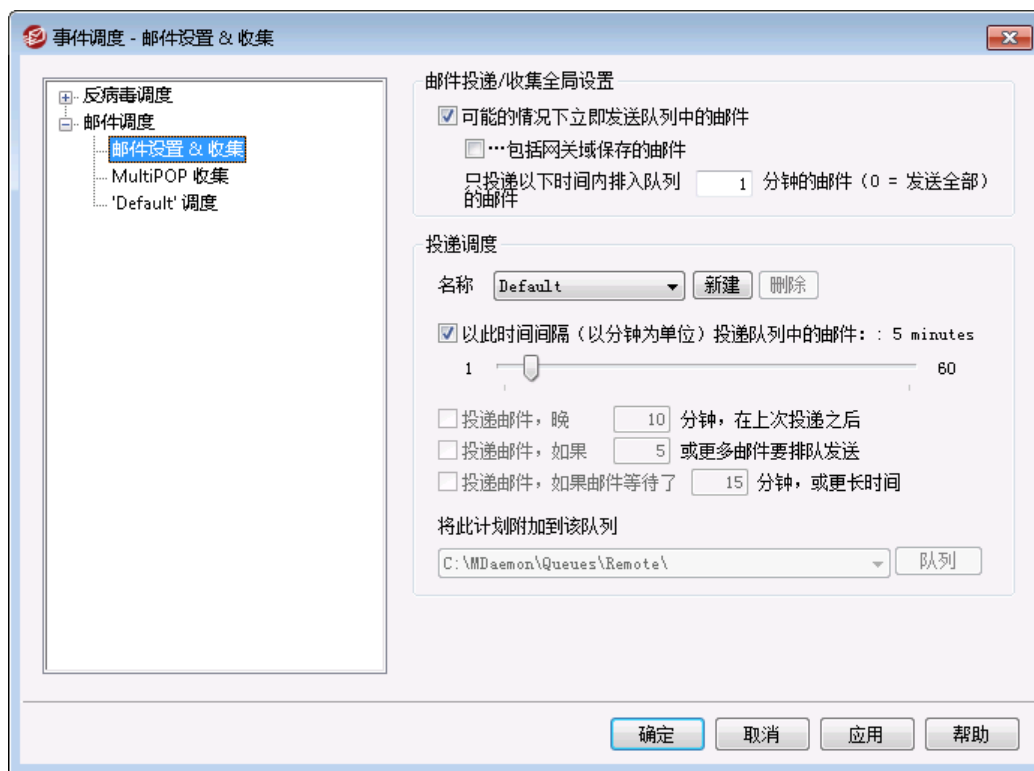 事件调度 - 邮件设置 & 收集
反病毒调度
邮件调度
邮件设置 & 收集
MultiPOP 收集
'Default' 调度
邮件投递/收集全局设置
可能的情况下立即发送队列中的邮件
…包括网关域保存的邮件
只投递以下时间内排入队列 1 分钟的邮件（0 = 发送全部）
的邮件
投递调度
名称 Default 新建 删除
以此时间间隔（以分钟为单位）投递队列中的邮件：: 5 minutes
1 60
投递邮件，晚 10 分钟，在上次投递之后
投递邮件，如果 5 或更多邮件要排队发送
投递邮件，如果邮件等待了 15 分钟，或更长时间
将此计划附加到该队列
C:\MDaemon\Queues\Remote\ 队列
确定 取消 应用 帮助